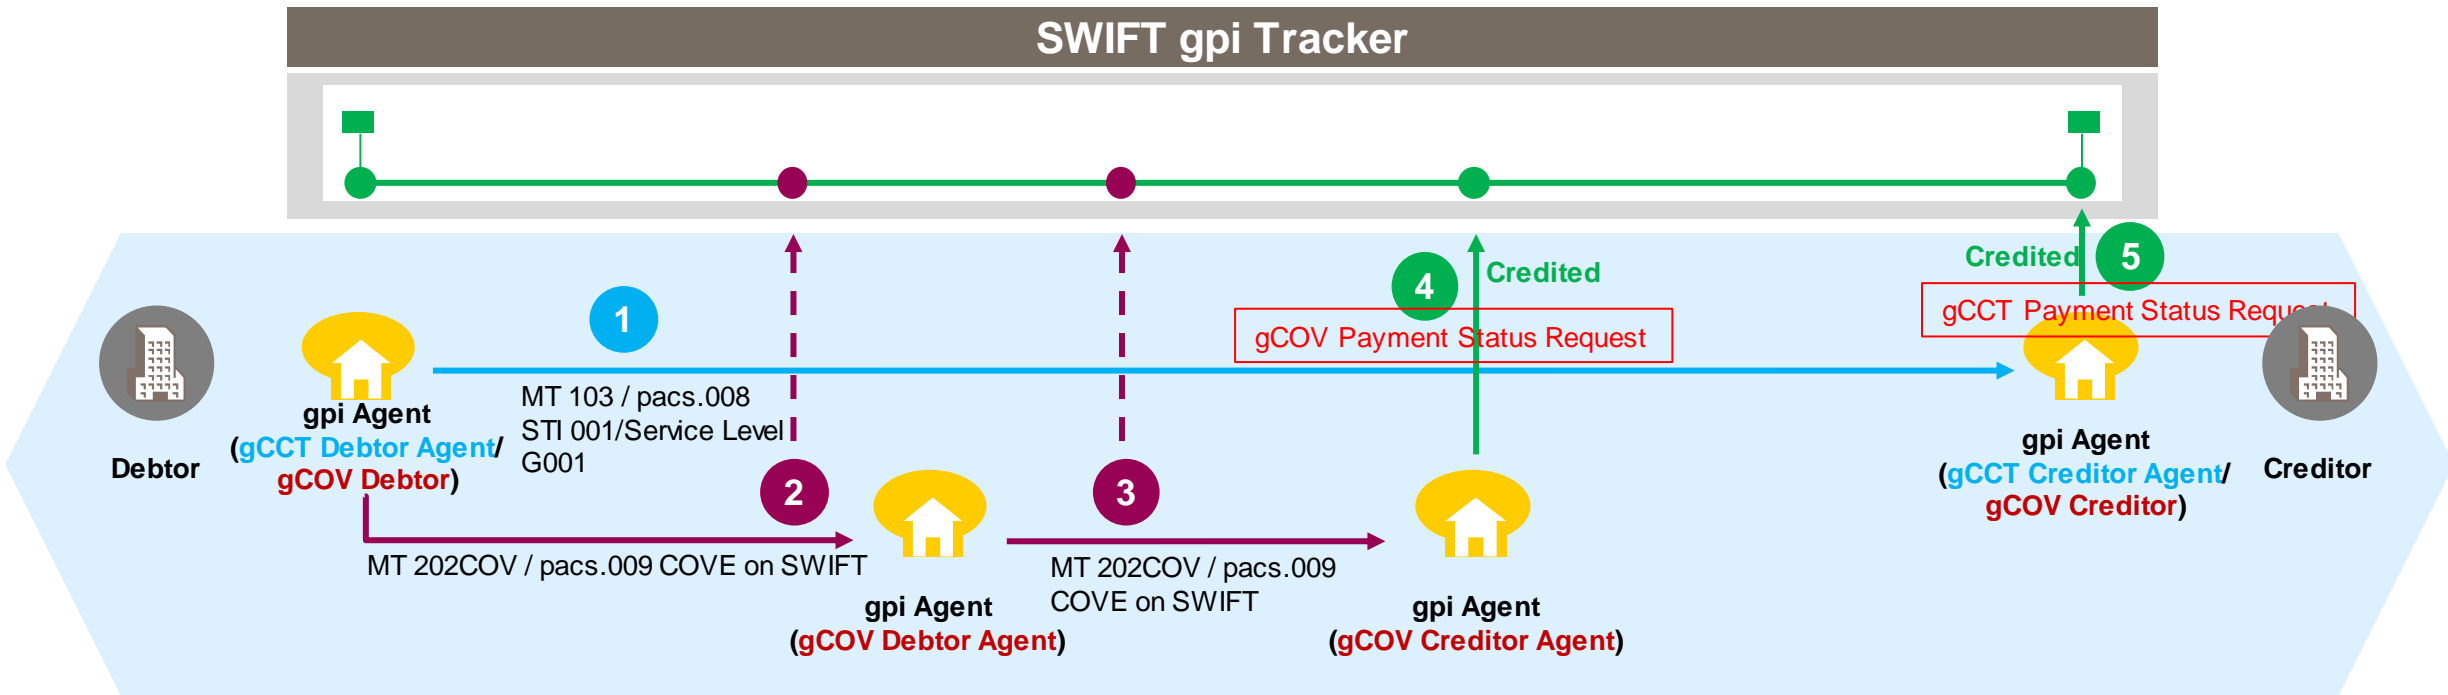 SWIFT gpi Tracker
Credited
5
4
Credited
1
gCCT Payment Status Request
gCOV Payment Status Request
MT 103 / pacs.008
STI 001/Service Level
G001
gpi Agent
(gCCT Debtor Agent/
gCOV Debtor)
Debtor
gpi Agent
(gCCT Creditor Agent/
gCOV Creditor)
Creditor
2
3
MT 202COV / pacs.009 COVE on SWIFT
MT 202COV / pacs.009
COVE on SWIFT
gpi Agent
(gCOV Debtor Agent)
gpi Agent
(gCOV Creditor Agent)